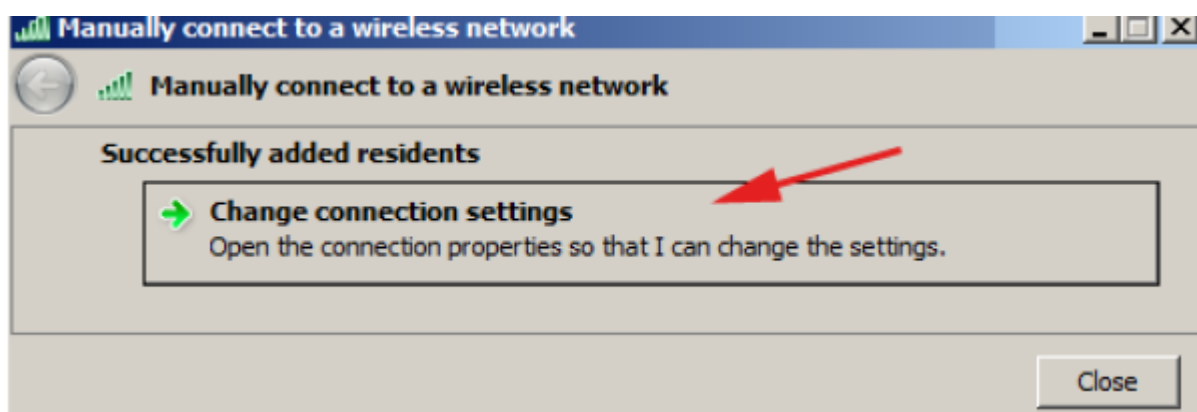 Manually connect to a wireless network
Manually connect to a wireless network
Successfully added residents
Change connection settings
Open the connection properties so that I can change the settings.
Close